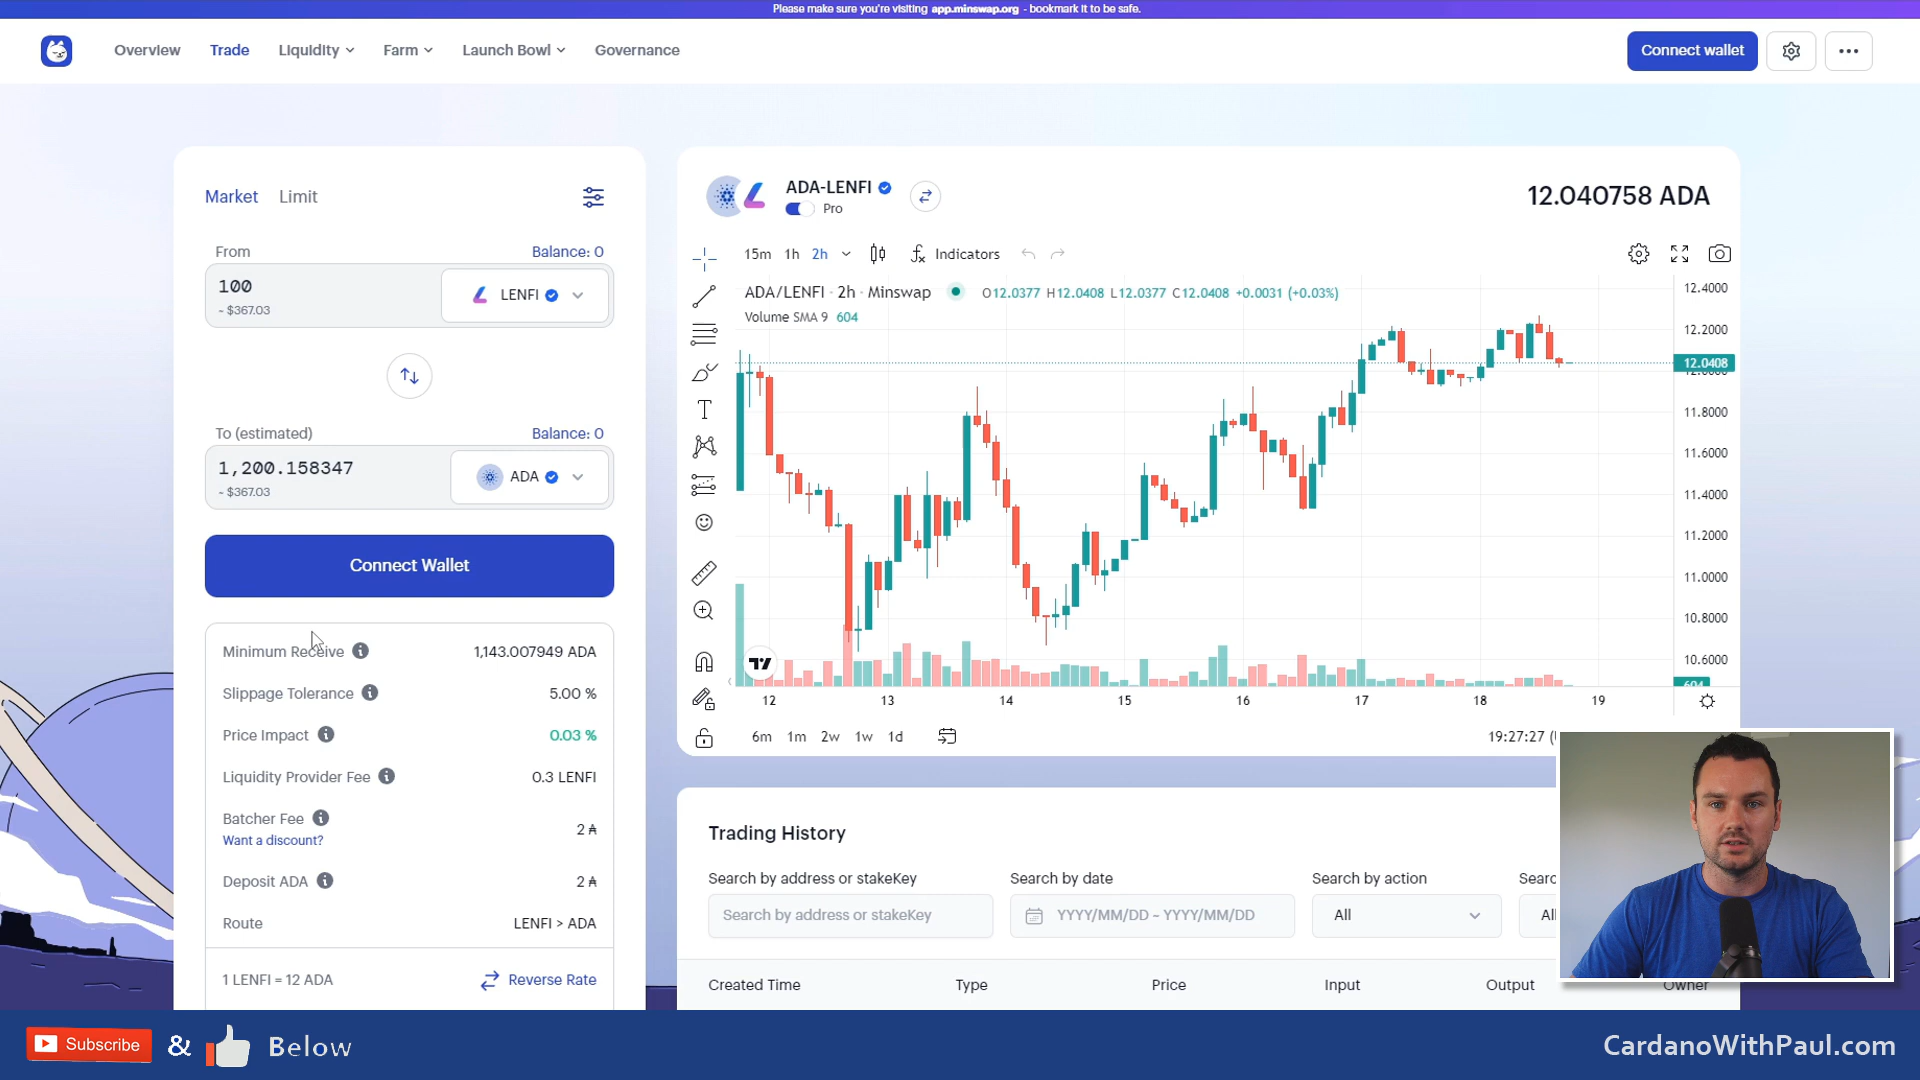 Please make sure you're visiting app.minswap.org - bookmark it to be safe.
Overview Trade Liquidity Farm Launch Bowl Governance Connect wallet
Market Limit
From Balance: 0
100
~ $367.03
LENFI
To (estimated) Balance: 0
1,200.158347
~ $367.03
ADA
Connect Wallet
Minimum Receive 1,143.007949 ADA
Slippage Tolerance 5.00 %
Price Impact 0.03 %
Liquidity Provider Fee 0.3 LENFI
Batcher Fee 2 ₳
Want a discount?
Deposit ADA 2 ₳
Route LENFI > ADA
1 LENFI = 12 ADA Reverse Rate
ADA-LENFI
Pro
12.040758 ADA
15m 1h 2h Indicators
ADA/LENFI · 2h · Minswap O12.0377 H12.0408 L12.0377 C12.0408 +0.0031 (+0.03%)
Volume SMA 9 604
12.4000
12.2000
12.0408
12.0000
11.8000
11.6000
11.4000
11.2000
11.0000
10.8000
10.6000
604
12 13 14 15 16 17 18 19
6m 1m 2w 1w 1d 19:27:27 (
Trading History
Search by address or stakeKey Search by date Search by action Searc
Search by address or stakeKey YYYY/MM/DD ~ YYYY/MM/DD All All
Created Time Type Price Input Output Owner
Subscribe & Below
CardanoWithPaul.com